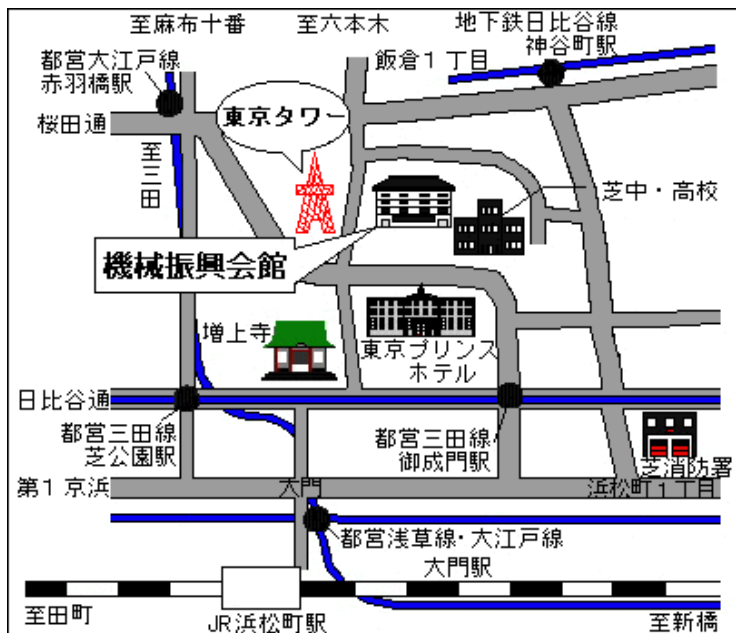 至麻布十番
至六本木
地下鉄日比谷線
神谷町駅
都営大江戸線
赤羽橋駅
飯倉1丁目
桜田通
至三田
東京タワー
芝中・高校
機械振興会館
増上寺
東京プリンス
ホテル
日比谷通
都営三田線
芝公園駅
都営三田線
御成門駅
芝消防署
第1京浜
大門
浜松町1丁目
都営浅草線・大江戸線
大門駅
至田町
JR浜松町駅
至新橋